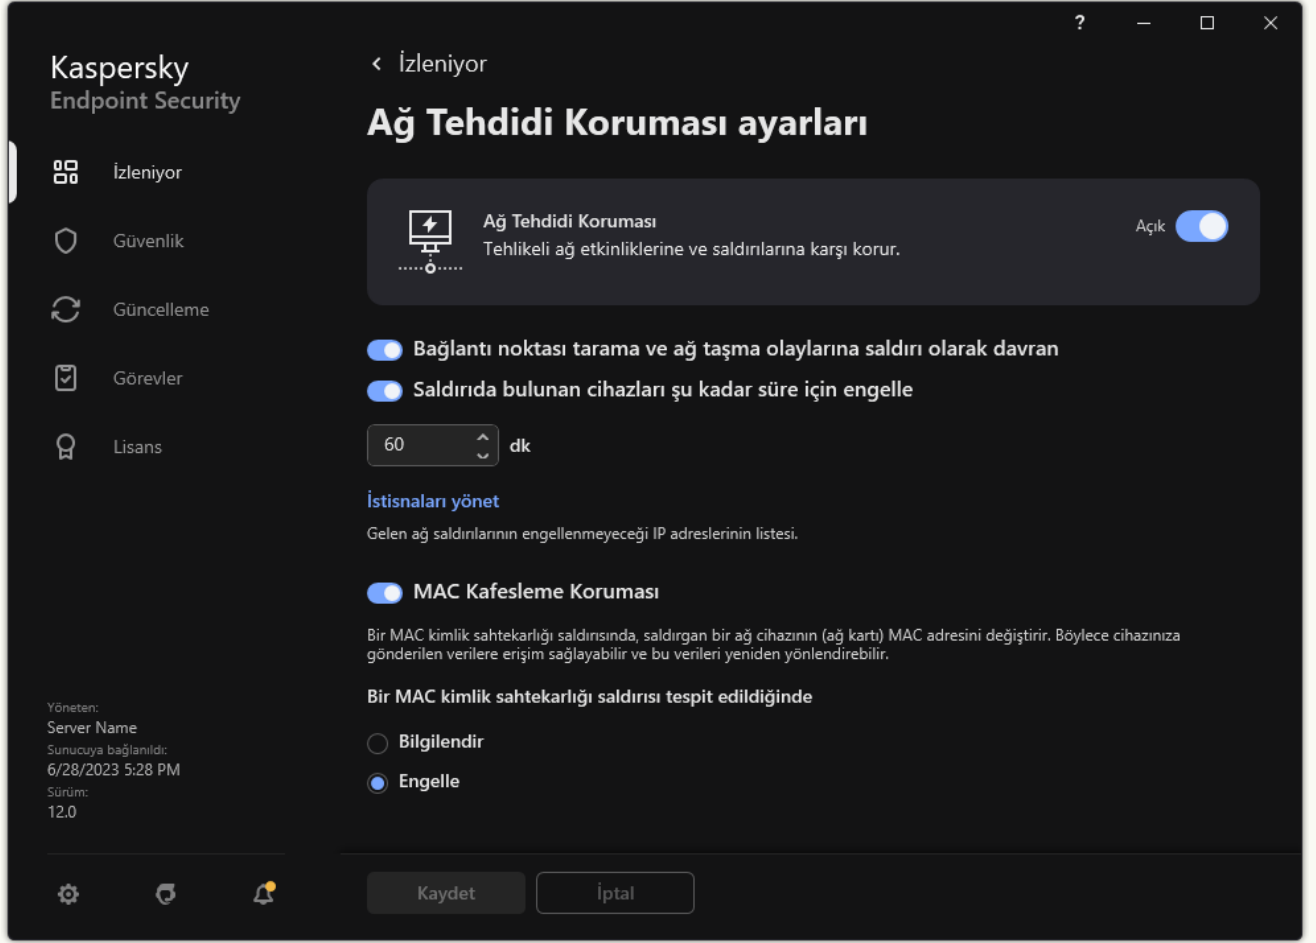 ?
Kaspersky
Endpoint Security
İzleniyor
Güvenlik
Güncelleme
Görevler
Lisans
Yöneten:
Server Name
Sunucuya bağlanıldı:
6/28/2023 5:28 PM
Sürüm:
12.0
İzleniyor
Ağ Tehdidi Koruması ayarları
Ağ Tehdidi Koruması
Tehlikeli ağ etkinliklerine ve saldırılarına karşı korur.
Açık
Bağlantı noktası tarama ve ağ taşma olaylarına saldırı olarak davran
Saldırıda bulunan cihazları şu kadar süre için engelle
60 dk
İstisnaları yönet
Gelen ağ saldırılarının engellenmeyeceği IP adreslerinin listesi.
MAC Kafesleme Koruması
Bir MAC kimlik sahtekarlığı saldırısında, saldırgan bir ağ cihazının (ağ kartı) MAC adresini değiştirir. Böylece cihazınıza
gönderilen verilere erişim sağlayabilir ve bu verileri yeniden yönlendirebilir.
Bir MAC kimlik sahtekarlığı saldırısı tespit edildiğinde
Bilgilendir
Engelle
Kaydet
İptal